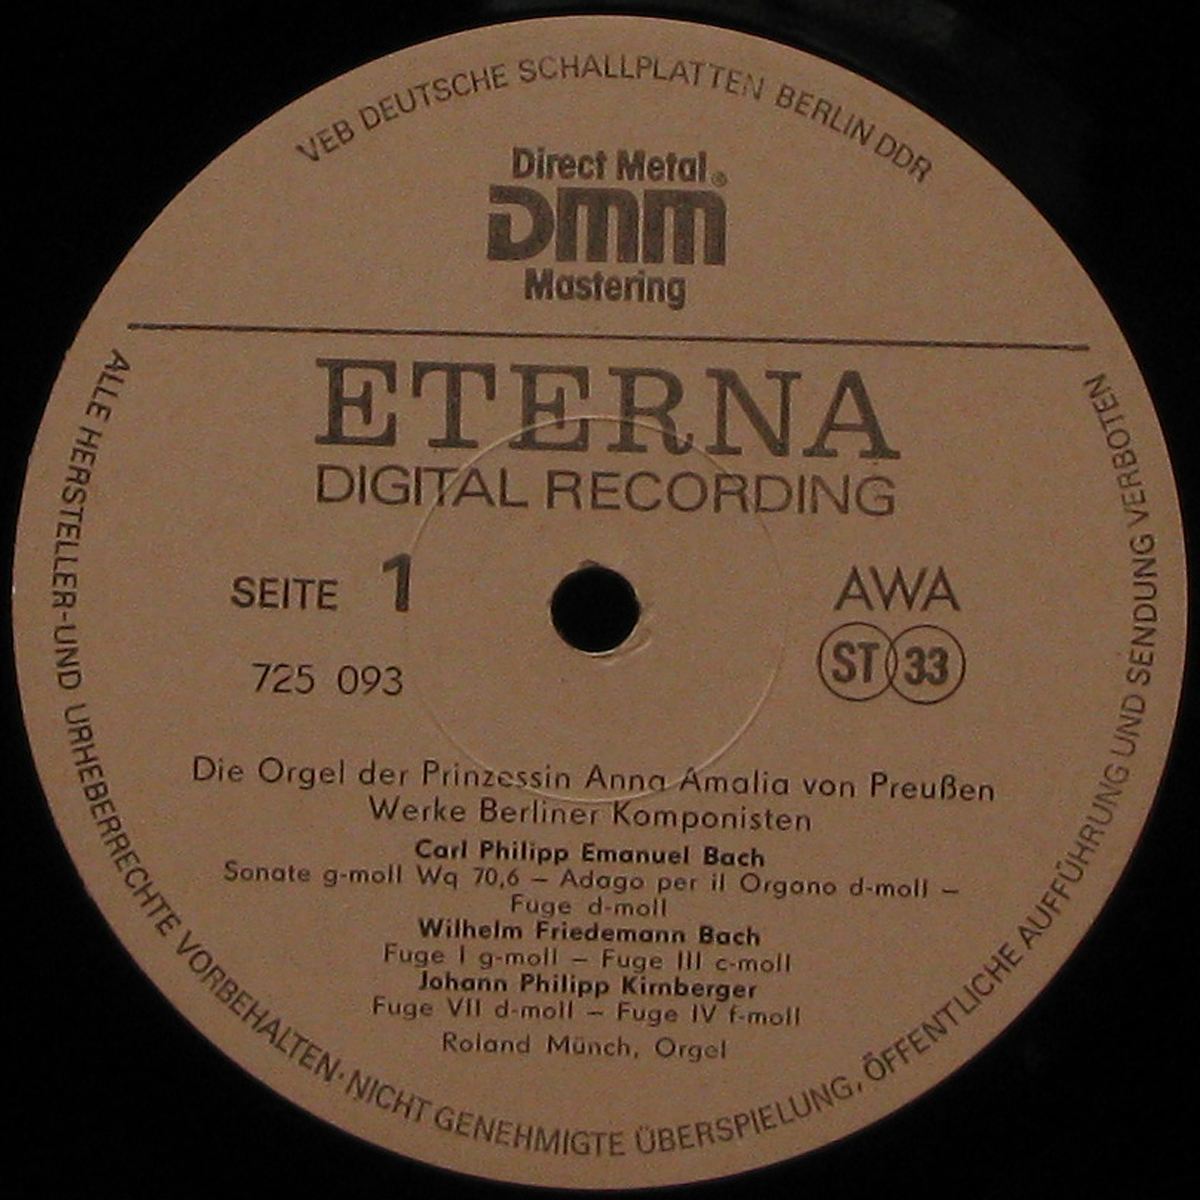 VEB DEUTSCHE SCHALLPLATTEN BERLIN DDR
Direct Metal®
DMM
Mastering
ETERNA
DIGITAL RECORDING
SEITE 1
AWA
725 093
ST 33
Die Orgel der Prinzessin Anna Amalia von Preußen
Werke Berliner Komponisten
Carl Philipp Emanuel Bach
Sonate g-moll Wq 70,6 – Adago per il Organo d-moll –
Fuge d-moll
Wilhelm Friedemann Bach
Fuge I g-moll – Fuge III c-moll
Johann Philipp Kirnberger
Fuge VII d-moll – Fuge IV f-moll
Roland Münch, Orgel
ALLE HERSTELLER-UND URHEBERRECHTE VORBEHALTEN·NICHT GENEHMIGTE ÜBERSPIELUNG, ÖFFENTLICHE AUFFÜHRUNG UND SENDUNG VERBOTEN